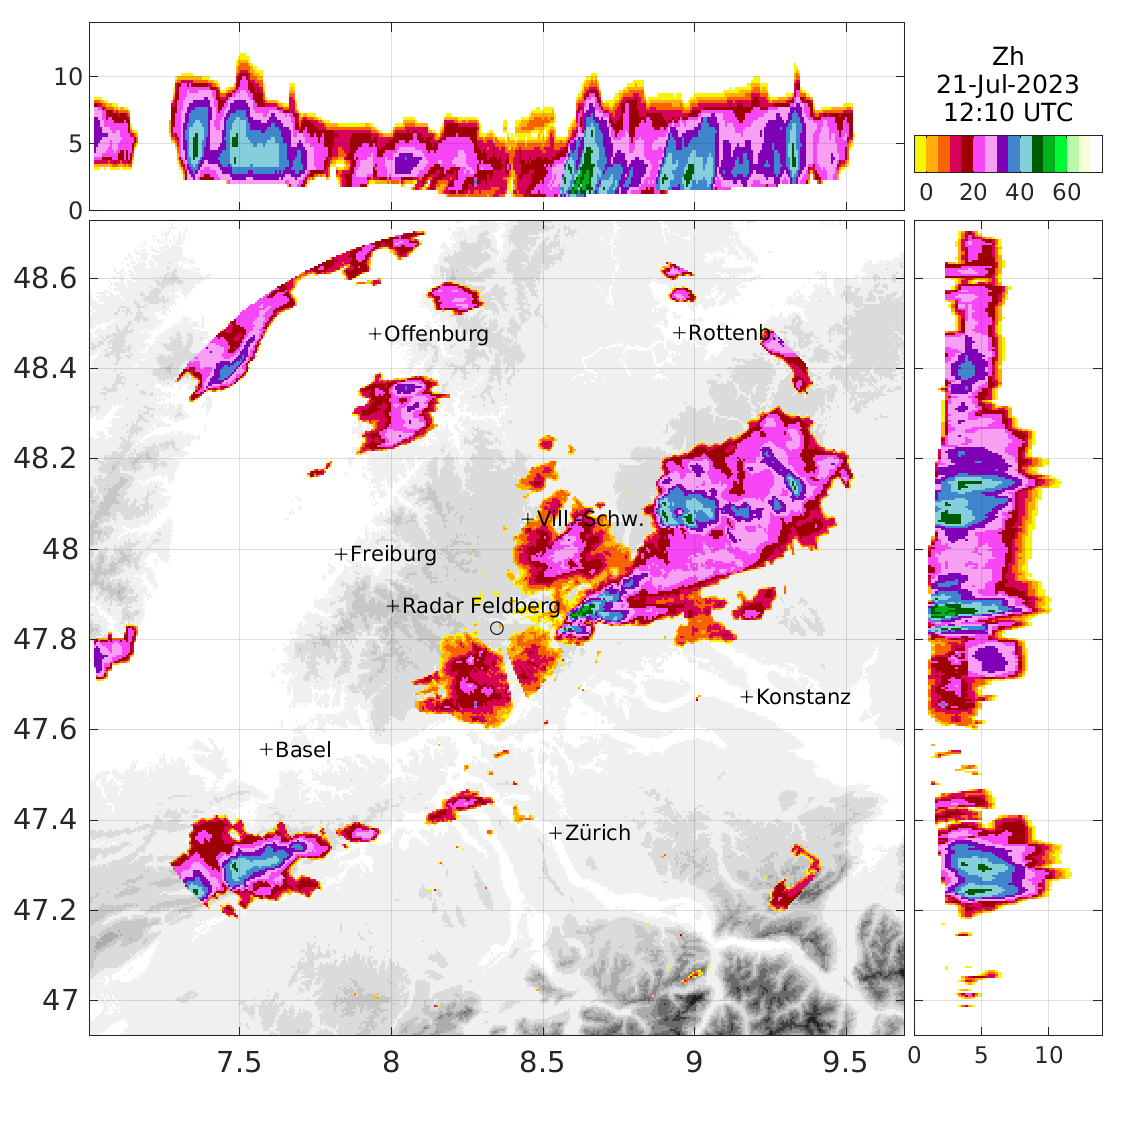 10
5
0
Zh
21-Jul-2023
12:10 UTC
0 20 40 60
48.6
48.4
48.2
48
47.8
47.6
47.4
47.2
47
+Offenburg
+Rottenb
+Vill.-Schw.
+Freiburg
+Radar Feldberg
+Konstanz
+Basel
+Zürich
7.5 8 8.5 9 9.5
0 5 10